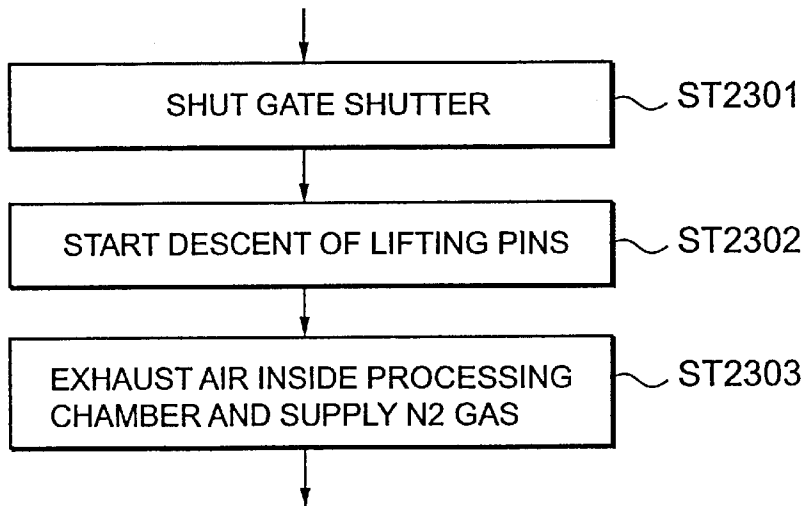 SHUT GATE SHUTTER
ST2301
START DESCENT OF LIFTING PINS
ST2302
EXHAUST AIR INSIDE PROCESSING
CHAMBER AND SUPPLY N2 GAS
ST2303